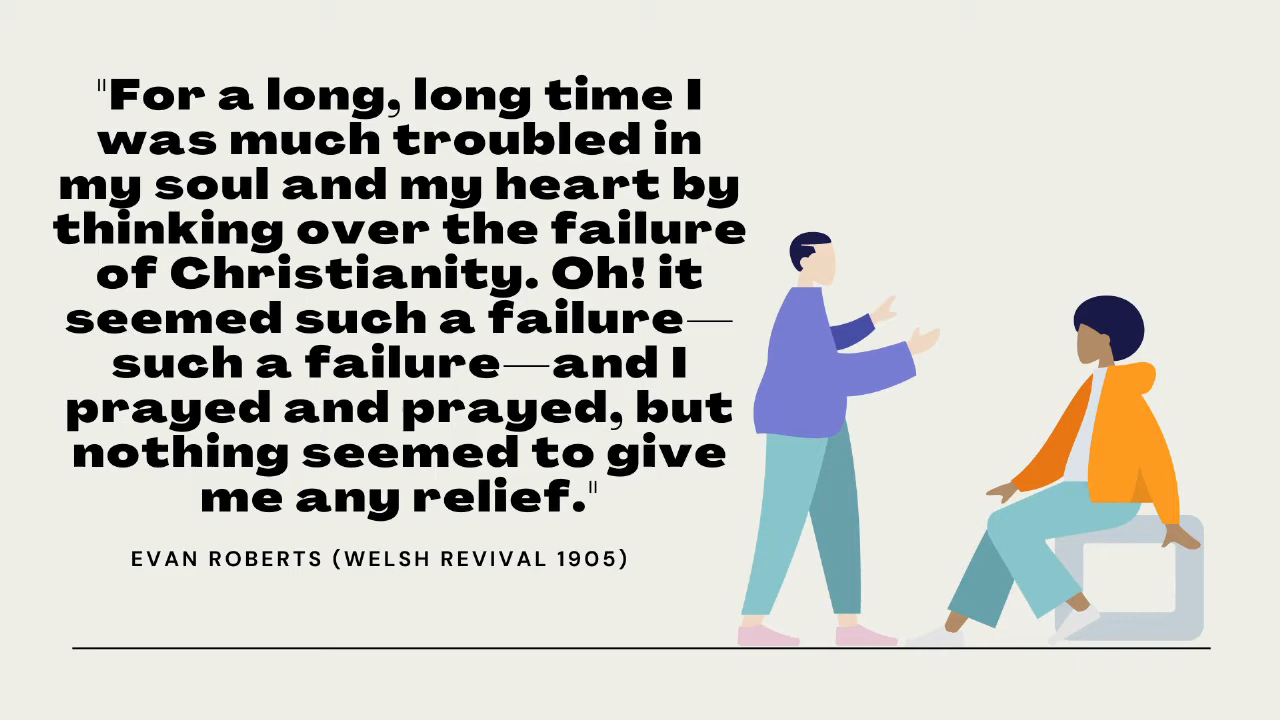 "For a long, long time I
was much troubled in
my soul and my heart by
thinking over the failure
of Christianity. Oh! it
seemed such a failure—
such a failure—and I
prayed and prayed, but
nothing seemed to give
me any relief."
EVAN ROBERTS (WELSH REVIVAL 1905)